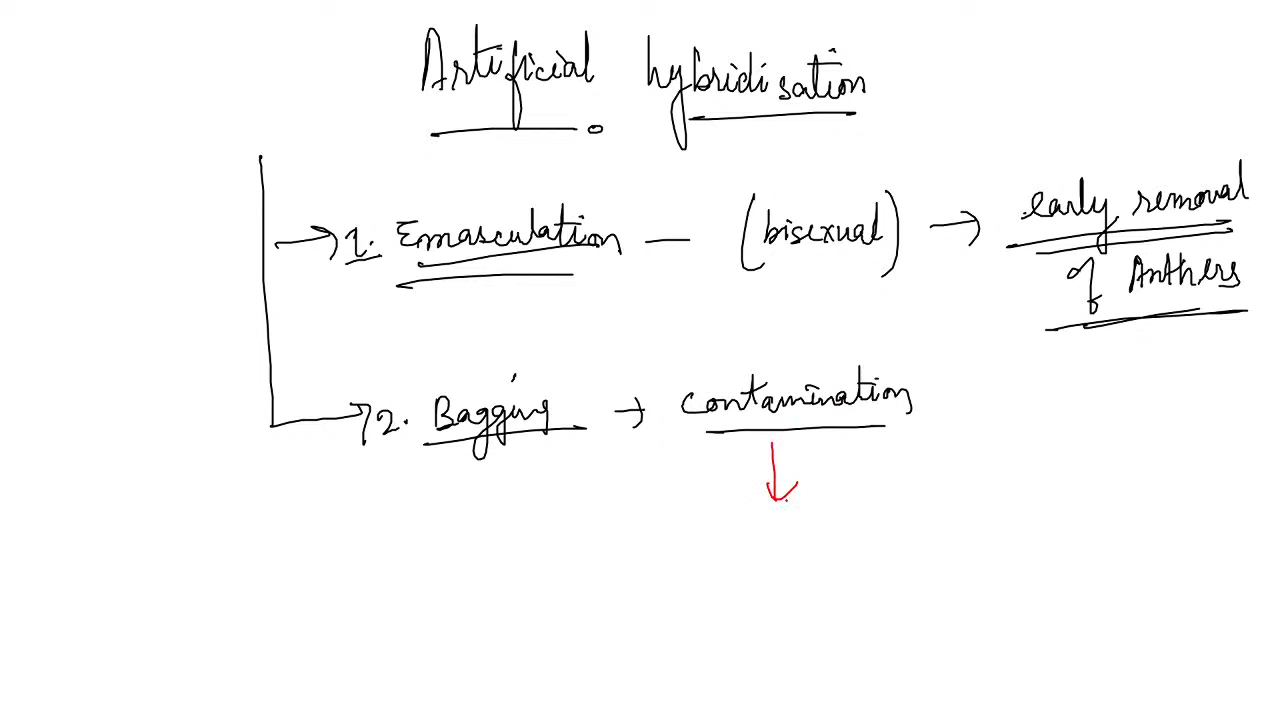 Artificial hybridisation
1. Emasculation — (bisexual) → early removal
of Anthers
2. Bagging → contamination